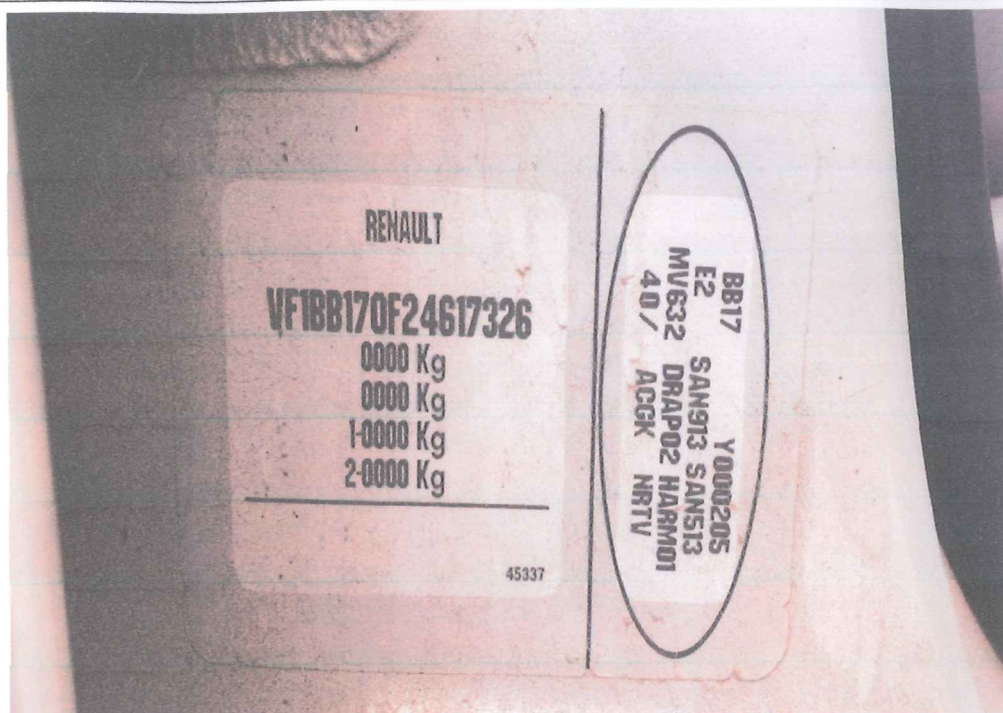 RENAULT
VF1BB170F24617326
0000 Kg
0000 Kg
1-0000 Kg
2-0000 Kg
45337
BB17 Y000205
E2 SAN913 SAN513
MV632 DRAP02 HARM01
40/ ACCK NRTV